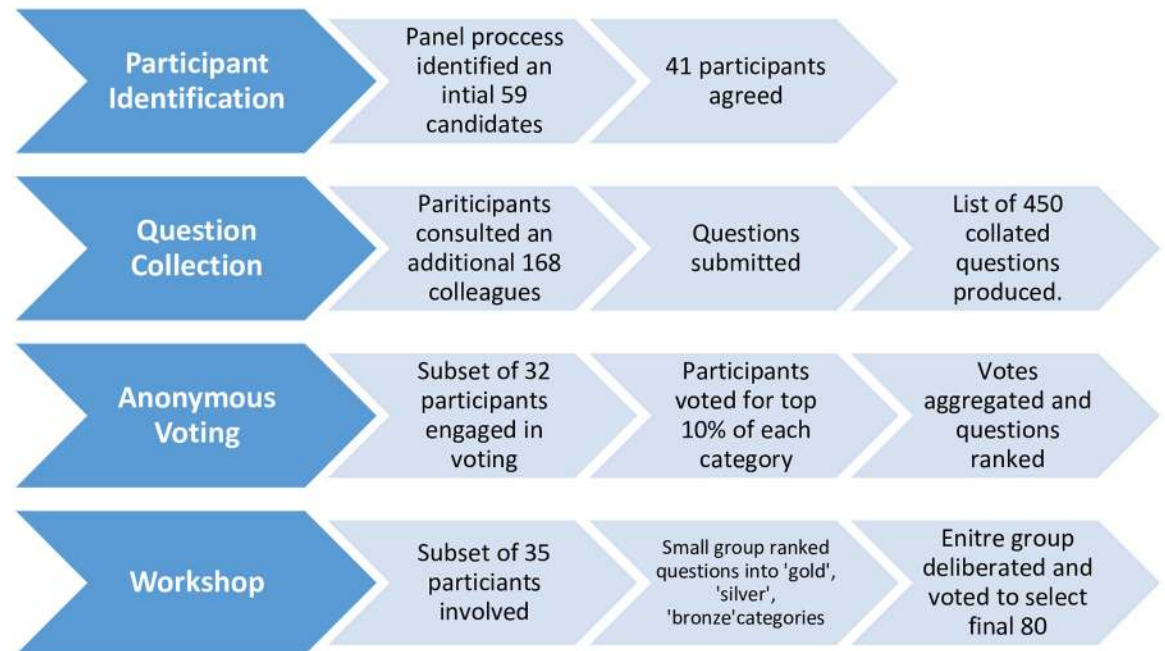 Participant
Identification
Panel proccess
identified an
intial 59
candidates
41 participants
agreed
Question
Collection
Pariticipants
consulted an
additional 168
colleagues
Questions
submitted
List of 450
collated
questions
produced.
Anonymous
Voting
Subset of 32
participants
engaged in
voting
Participants
voted for top
10% of each
category
Votes
aggregated and
questions
ranked
Workshop
Subset of 35
particiants
involved
Small group ranked
questions into 'gold',
'silver',
'bronze'categories
Enitre group
deliberated and
voted to select
final 80